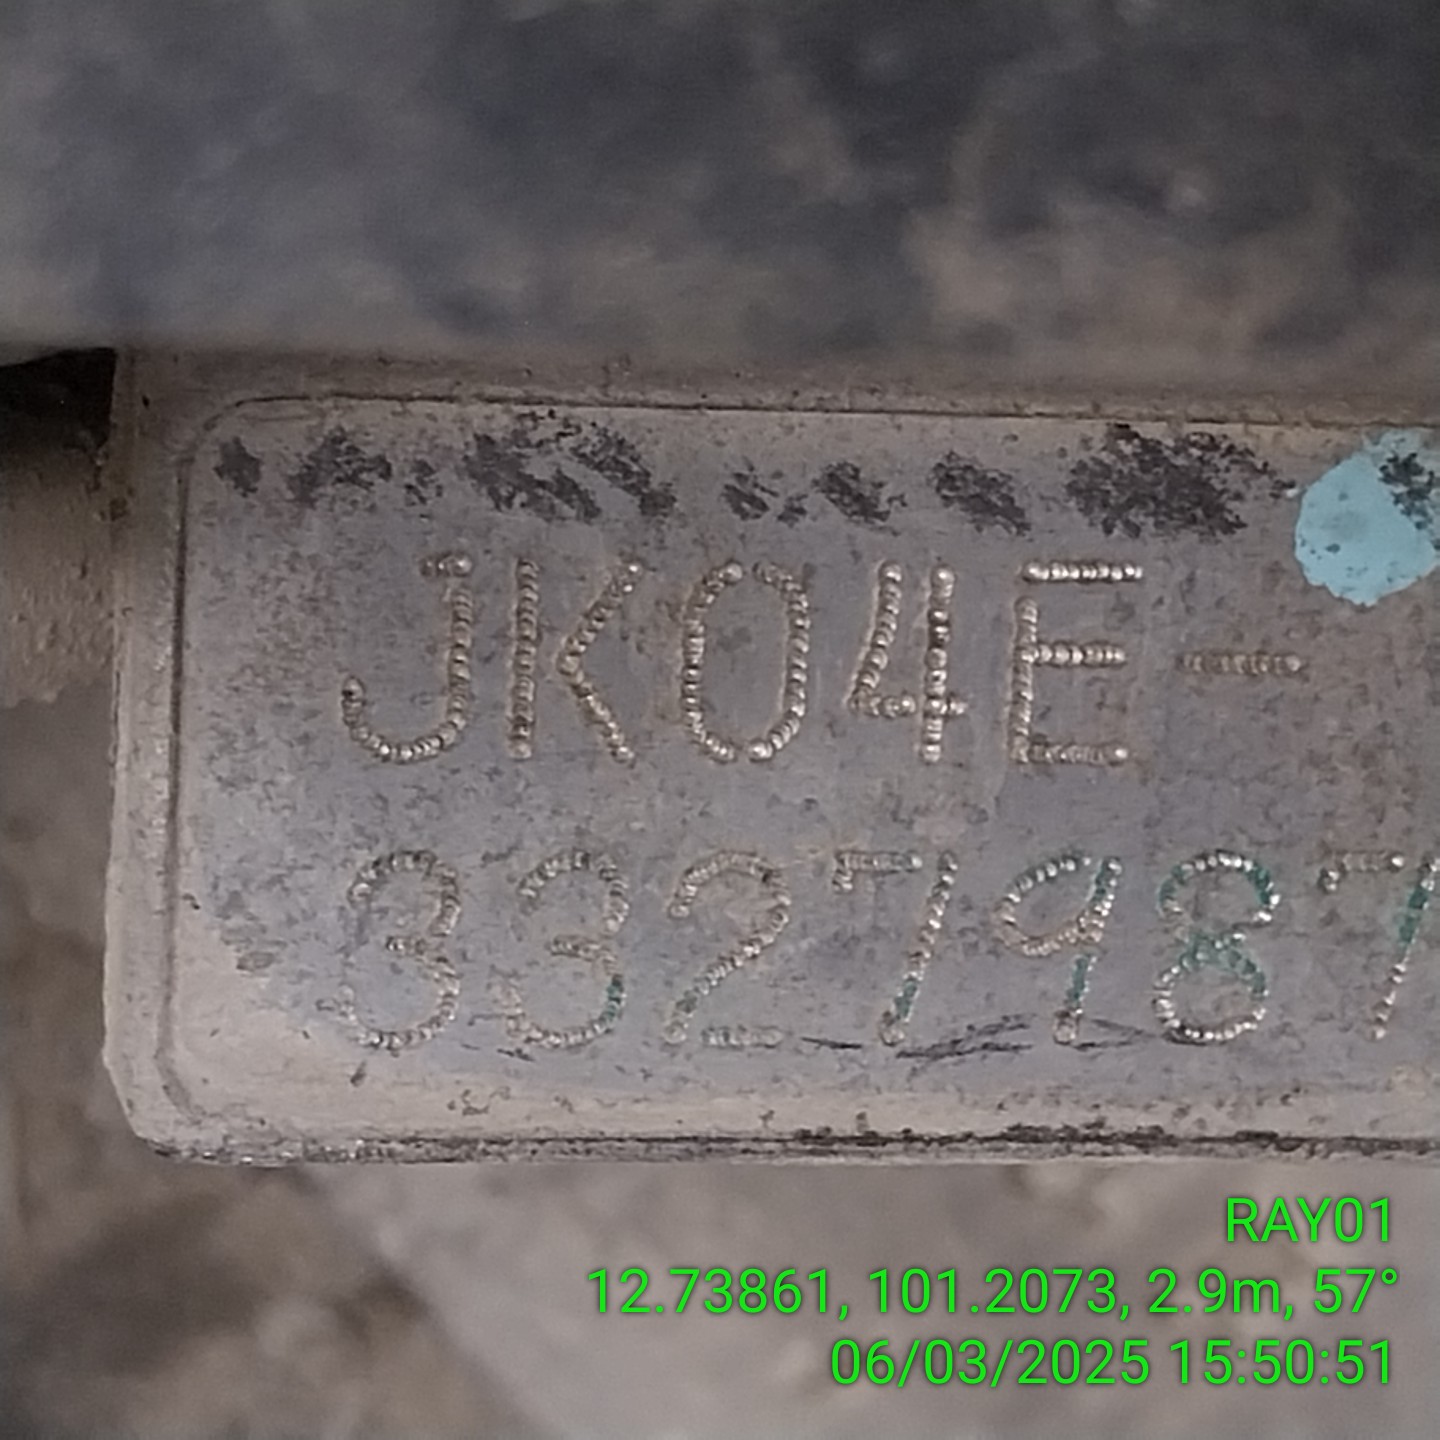 JK04E-
3327987
RAY01
12.73861, 101.2073, 2.9m, 57°
06/03/2025 15:50:51